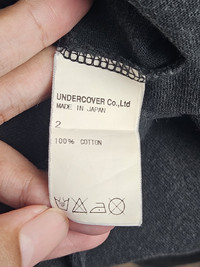 UNDERCOVER Co.,Ltd
MADE IN JAPAN
2
100% COTTON